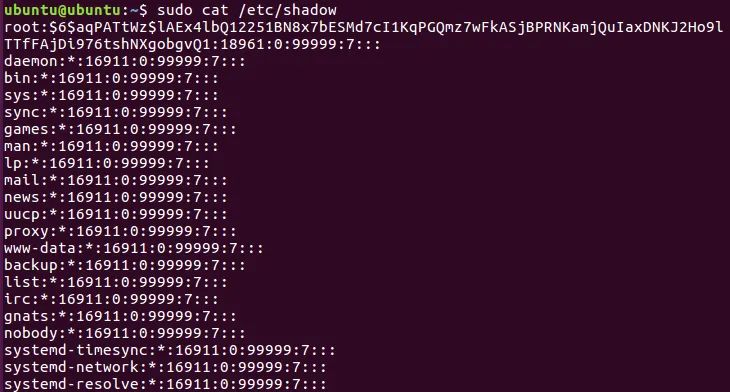 ubuntu@ubuntu:~$ sudo cat /etc/shadow
root:$6$aqPATtWz$lAEx4lbQ12251BN8x7bESMd7cI1KqPGQmz7wFkASjBPRNKamjQuIaxDNKJ2Ho9l
TTfFAjDi976tshNXgobgvQ1:18961:0:99999:7:::
daemon:*:16911:0:99999:7:::
bin:*:16911:0:99999:7:::
sys:*:16911:0:99999:7:::
sync:*:16911:0:99999:7:::
games:*:16911:0:99999:7:::
man:*:16911:0:99999:7:::
lp:*:16911:0:99999:7:::
mail:*:16911:0:99999:7:::
news:*:16911:0:99999:7:::
uucp:*:16911:0:99999:7:::
proxy:*:16911:0:99999:7:::
www-data:*:16911:0:99999:7:::
backup:*:16911:0:99999:7:::
list:*:16911:0:99999:7:::
irc:*:16911:0:99999:7:::
gnats:*:16911:0:99999:7:::
nobody:*:16911:0:99999:7:::
systemd-timesync:*:16911:0:99999:7:::
systemd-network:*:16911:0:99999:7:::
systemd-resolve:*:16911:0:99999:7:::